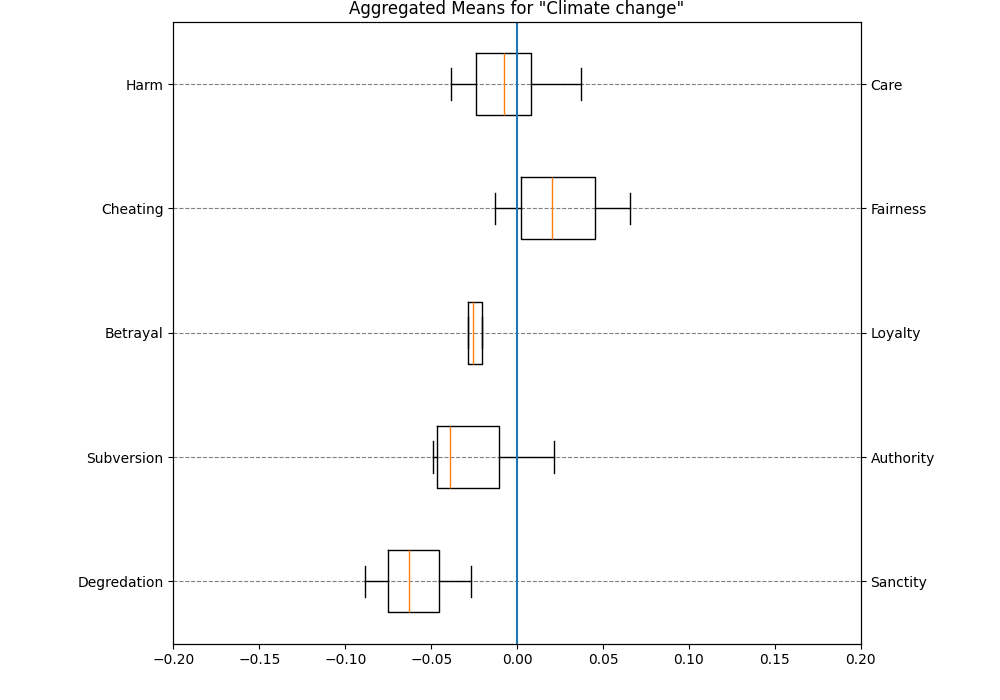 Aggregated Means for "Climate change"
Harm
Care
Cheating
Fairness
Betrayal
Loyalty
Subversion
Authority
Degredation
Sanctity
−0.20 −0.15 −0.10 −0.05 0.00 0.05 0.10 0.15 0.20